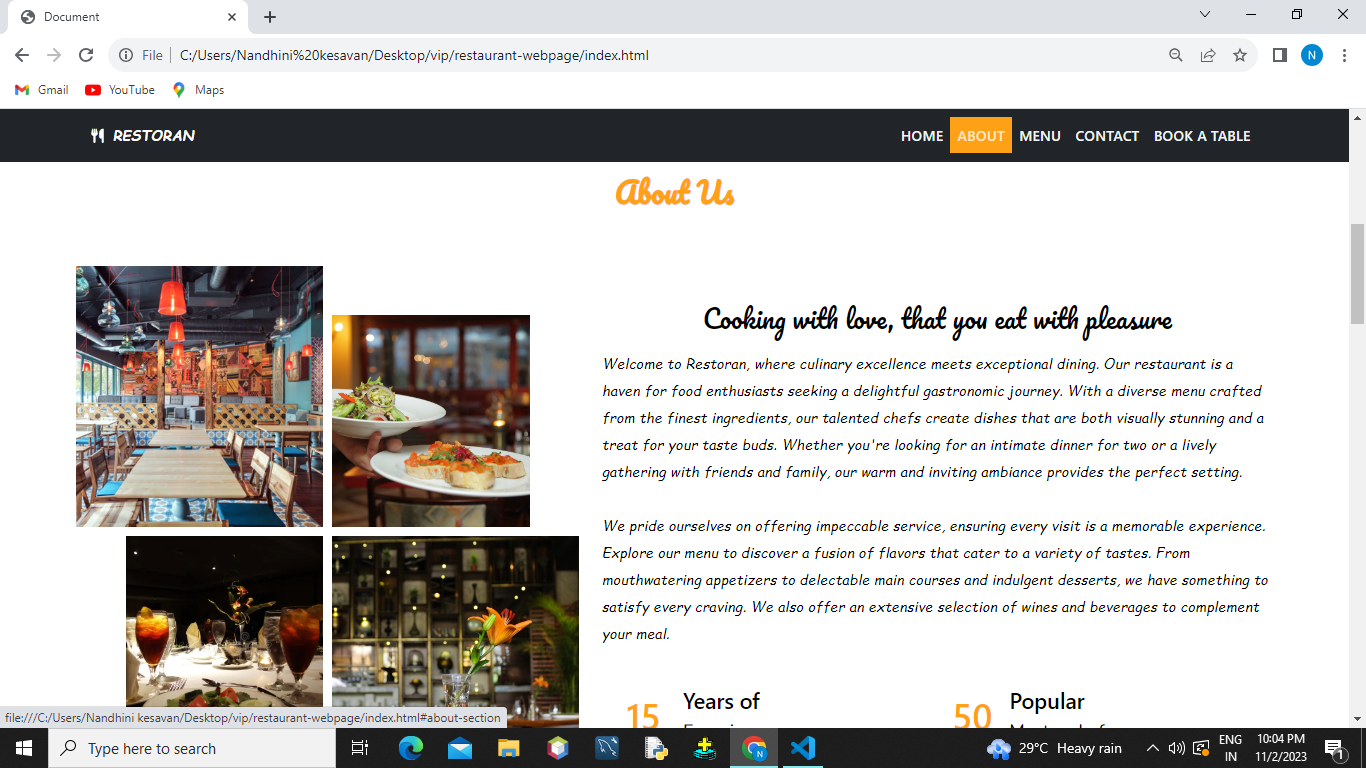 Document
File
C:/Users/Nandhini%20kesavan/Desktop/vip/restaurant-webpage/index.html
N
Gmail YouTube Maps
RESTORAN
HOME ABOUT MENU CONTACT BOOK A TABLE
About Us
Cooking with love, that you eat with pleasure
Welcome to Restoran, where culinary excellence meets exceptional dining. Our restaurant is a
haven for food enthusiasts seeking a delightful gastronomic journey. With a diverse menu crafted
from the finest ingredients, our talented chefs create dishes that are both visually stunning and a
treat for your taste buds. Whether you're looking for an intimate dinner for two or a lively
gathering with friends and family, our warm and inviting ambiance provides the perfect setting.
We pride ourselves on offering impeccable service, ensuring every visit is a memorable experience.
Explore our menu to discover a fusion of flavors that cater to a variety of tastes. From
mouthwatering appetizers to delectable main courses and indulgent desserts, we have something to
satisfy every craving. We also offer an extensive selection of wines and beverages to complement
your meal.
15 Years of
50 Popular
file:///C:/Users/Nandhini kesavan/Desktop/vip/restaurant-webpage/index.html#about-section
Type here to search
N
29°C Heavy rain
ENG
IN
10:04 PM
11/2/2023
1